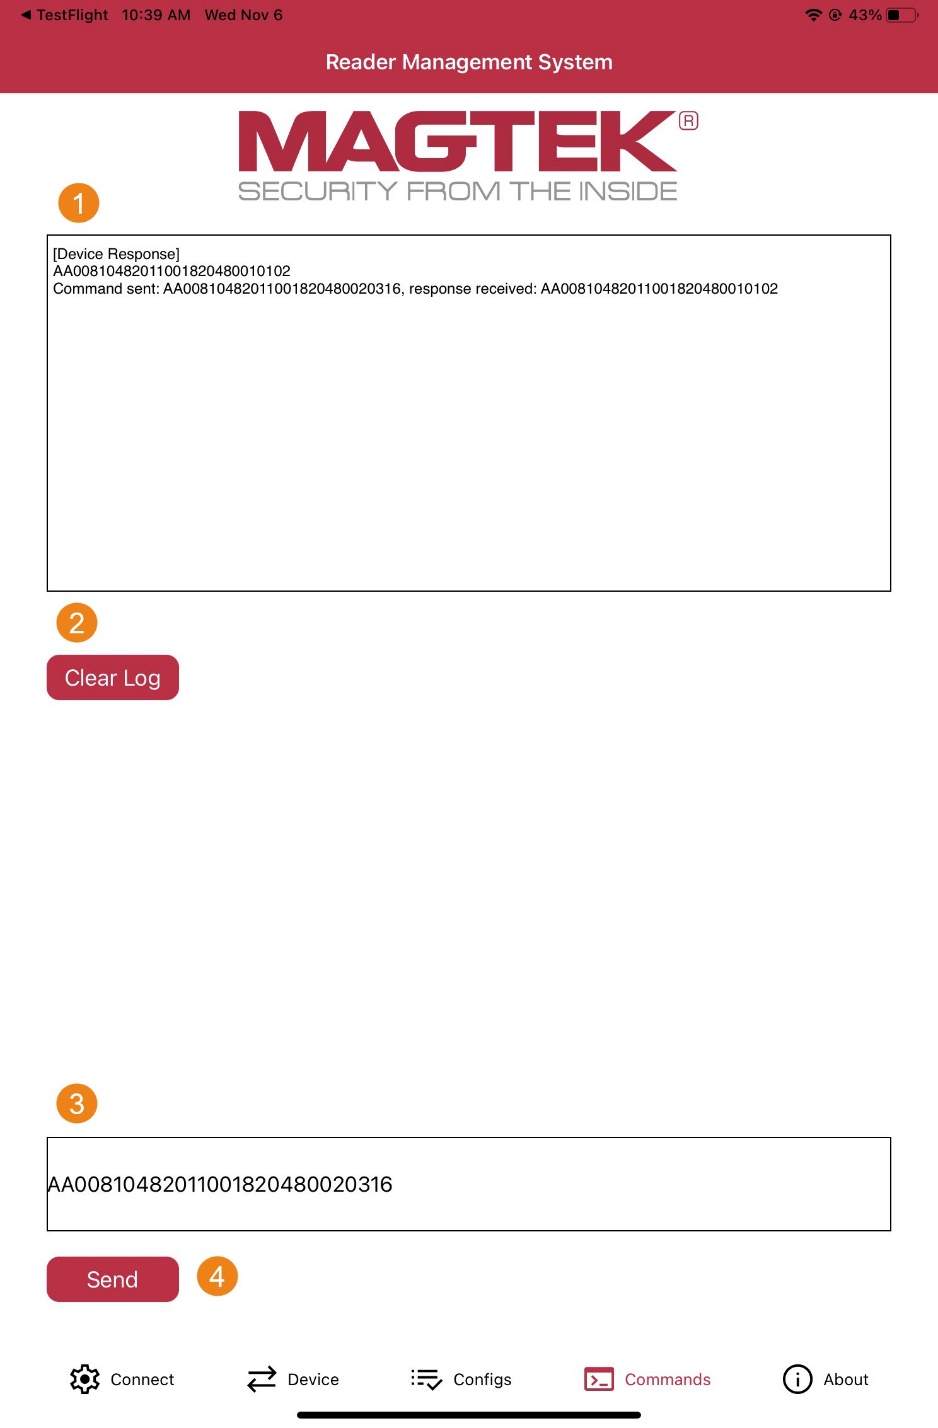 ◀ TestFlight 10:39 AM Wed Nov 6 43%
Reader Management System
MAGTEK®
SECURITY FROM THE INSIDE
1
[Device Response]
AA00810482011001820480010102
Command sent: AA00810482011001820480020316, response received: AA00810482011001820480010102
2
Clear Log
3
AA00810482011001820480020316
Send 4
Connect Device Configs Commands About